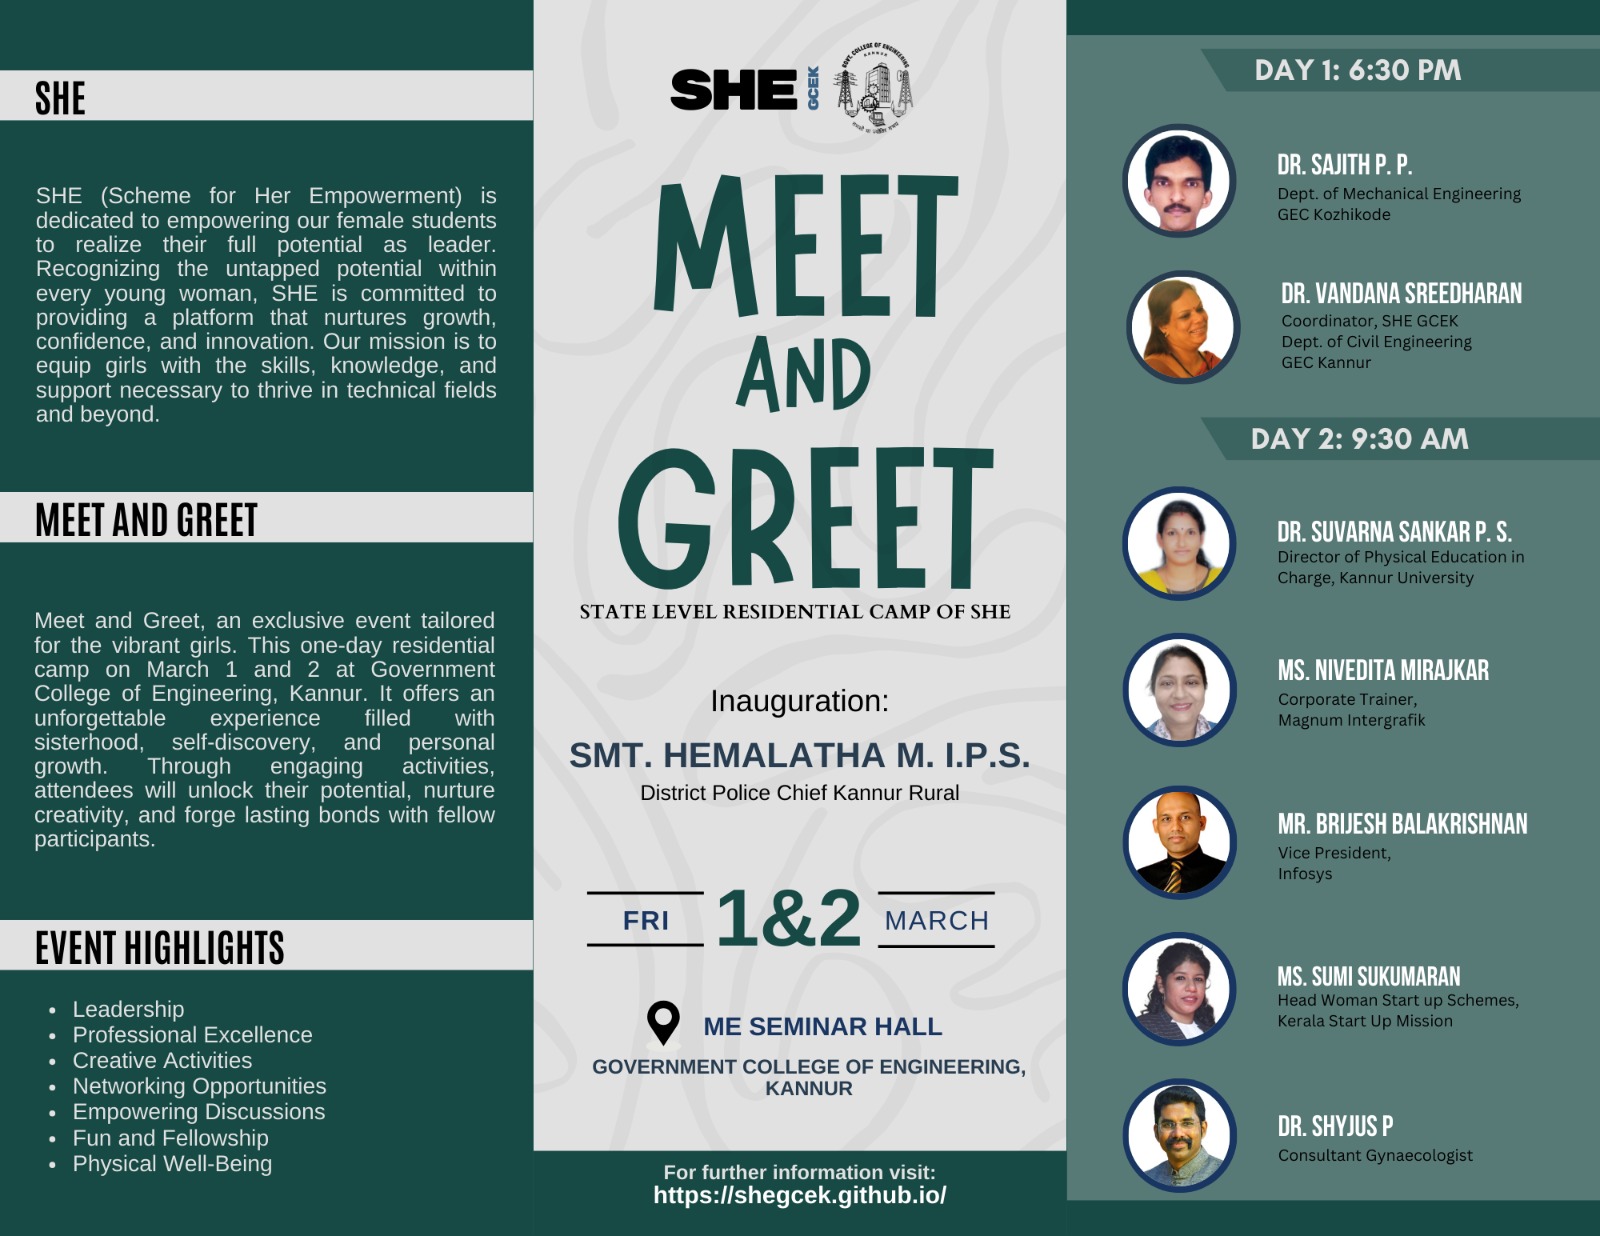 SHE
SHE (Scheme for Her Empowerment) is
dedicated to empowering our female students
to realize their full potential as leader.
Recognizing the untapped potential within
every young woman, SHE is committed to
providing a platform that nurtures growth,
confidence, and innovation. Our mission is to
equip girls with the skills, knowledge, and
support necessary to thrive in technical fields
and beyond.
MEET AND GREET
Meet and Greet, an exclusive event tailored
for the vibrant girls. This one-day residential
camp on March 1 and 2 at Government
College of Engineering, Kannur. It offers an
unforgettable experience filled with
sisterhood, self-discovery, and personal
growth. Through engaging activities,
attendees will unlock their potential, nurture
creativity, and forge lasting bonds with fellow
participants.
EVENT HIGHLIGHTS
• Leadership
• Professional Excellence
• Creative Activities
• Networking Opportunities
• Empowering Discussions
• Fun and Fellowship
• Physical Well-Being
SHE GCEK
GOVT. COLLEGE OF ENGINEERING
KANNUR
MEET
AND
GREET
STATE LEVEL RESIDENTIAL CAMP OF SHE
Inauguration:
SMT. HEMALATHA M. I.P.S.
District Police Chief Kannur Rural
FRI 1&2 MARCH
ME SEMINAR HALL
GOVERNMENT COLLEGE OF ENGINEERING,
KANNUR
For further information visit:
https://shegcek.github.io/
DAY 1: 6:30 PM
DR. SAJITH P. P.
Dept. of Mechanical Engineering
GEC Kozhikode
DR. VANDANA SREEDHARAN
Coordinator, SHE GCEK
Dept. of Civil Engineering
GEC Kannur
DAY 2: 9:30 AM
DR. SUVARNA SANKAR P. S.
Director of Physical Education in
Charge, Kannur University
MS. NIVEDITA MIRAJKAR
Corporate Trainer,
Magnum Intergrafik
MR. BRIJESH BALAKRISHNAN
Vice President,
Infosys
MS. SUMI SUKUMARAN
Head Woman Start up Schemes,
Kerala Start Up Mission
DR. SHYJUS P
Consultant Gynaecologist